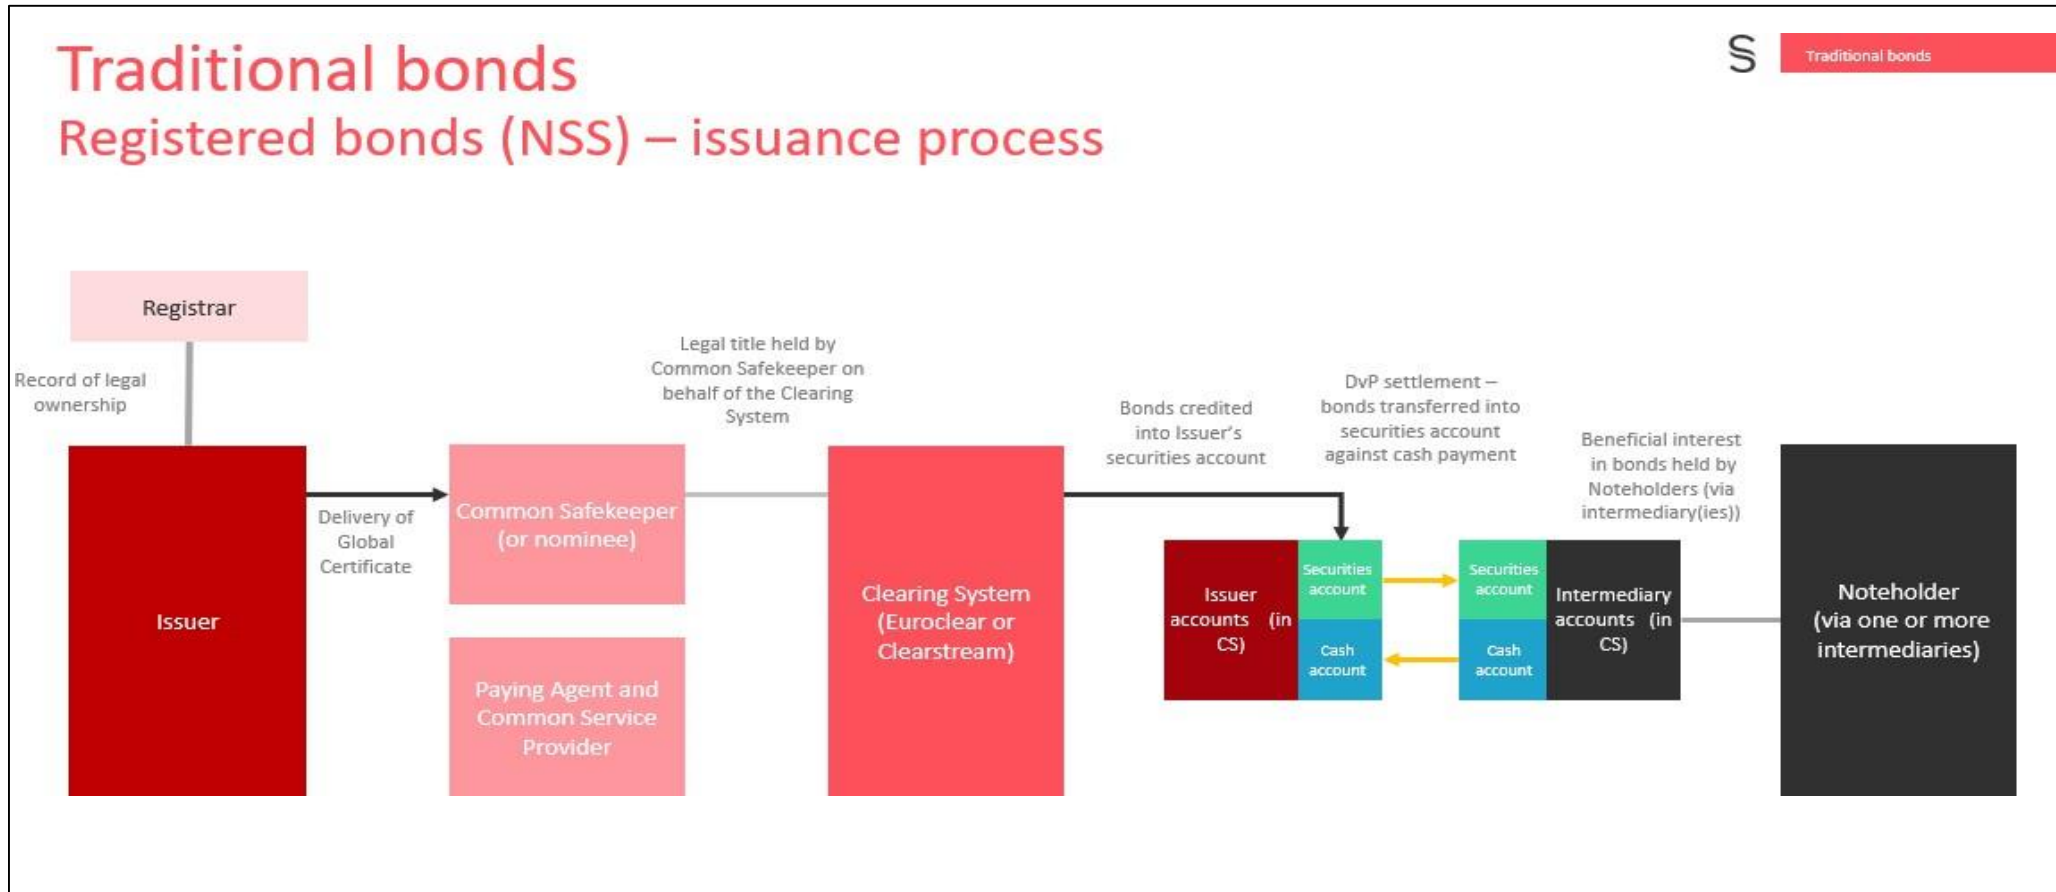 Traditional bonds
Registered bonds (NSS) – issuance process
S
Traditional bonds
Registrar
Record of legal
ownership
Issuer
Delivery of
Global
Certificate
Common Safekeeper
(or nominee)
Paying Agent and
Common Service
Provider
Legal title held by
Common Safekeeper on
behalf of the Clearing
System
Clearing System
(Euroclear or
Clearstream)
Bonds credited
into Issuer's
securities account
DvP settlement –
bonds transferred into
securities account
against cash payment
Issuer
accounts (in
CS)
Securities
account
Cash
account
Securities
account
Cash
account
Intermediary
accounts (in
CS)
Beneficial interest
in bonds held by
Noteholders (via
intermediary(ies))
Noteholder
(via one or more
intermediaries)